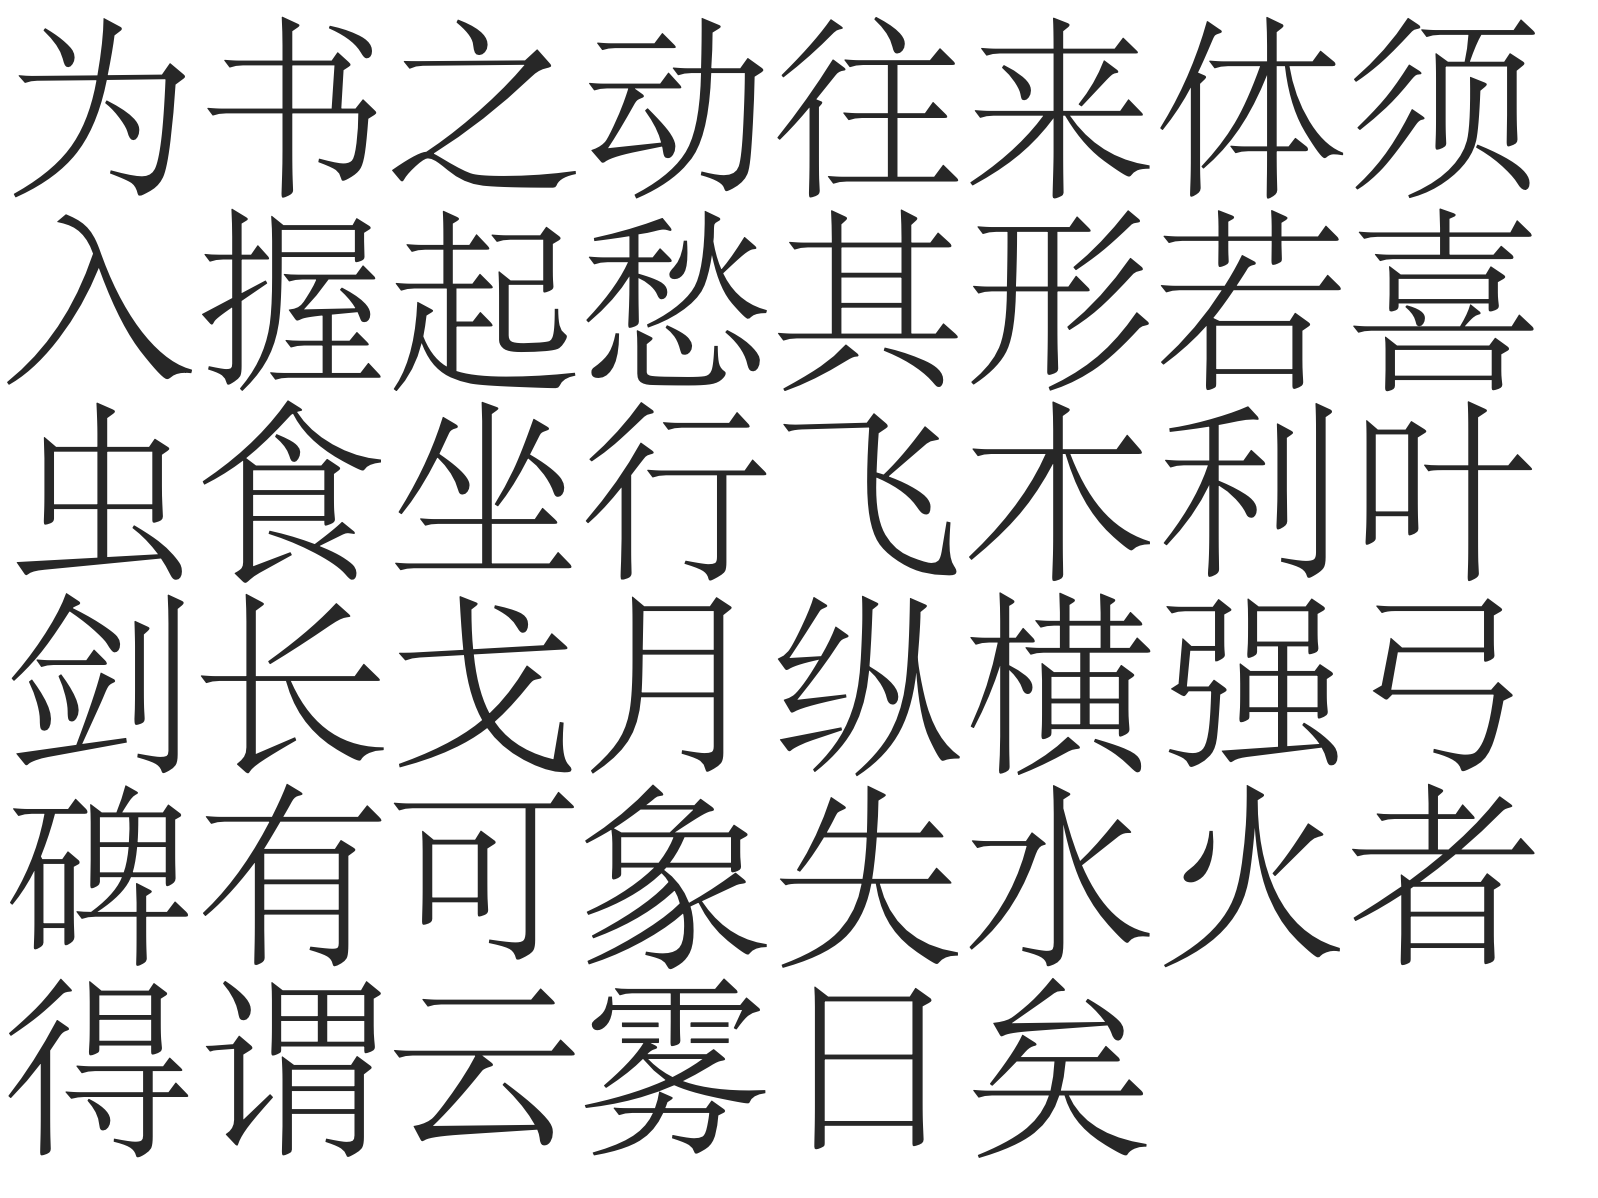 为书之动往来体须
入握起愁其形若喜
虫食坐行飞木利叶
剑长戈月纵横强弓
碑有可象失水火者
得谓云雾日矣